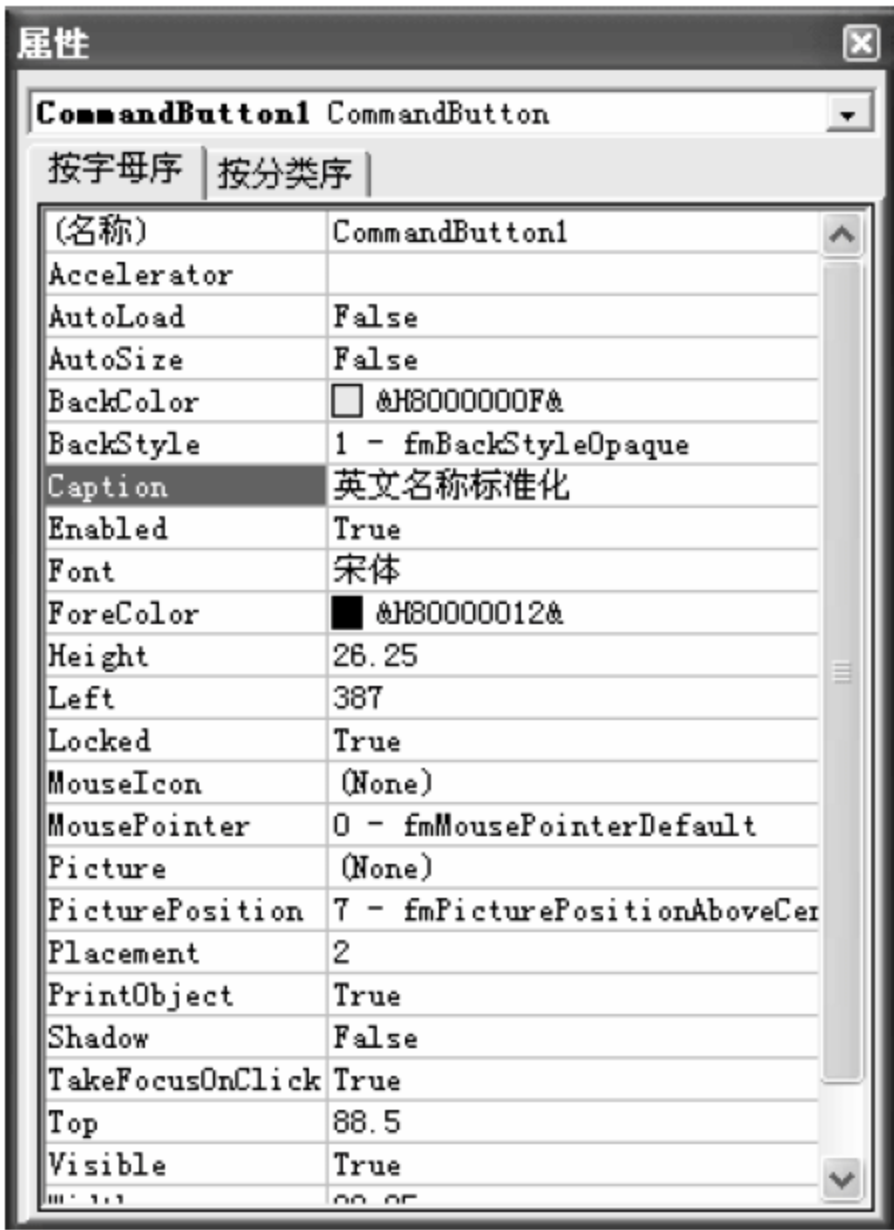 属性
CommandButton1 CommandButton
按字母序 按分类序
(名称) CommandButton1
Accelerator
AutoLoad False
AutoSize False
BackColor &H8000000F&
BackStyle 1 - fmBackStyleOpaque
Caption 英文名称标准化
Enabled True
Font 宋体
ForeColor &H80000012&
Height 26.25
Left 387
Locked True
MouseIcon (None)
MousePointer 0 - fmMousePointerDefault
Picture (None)
PicturePosition 7 - fmPicturePositionAboveCer
Placement 2
PrintObject True
Shadow False
TakeFocusOnClick True
Top 88.5
Visible True